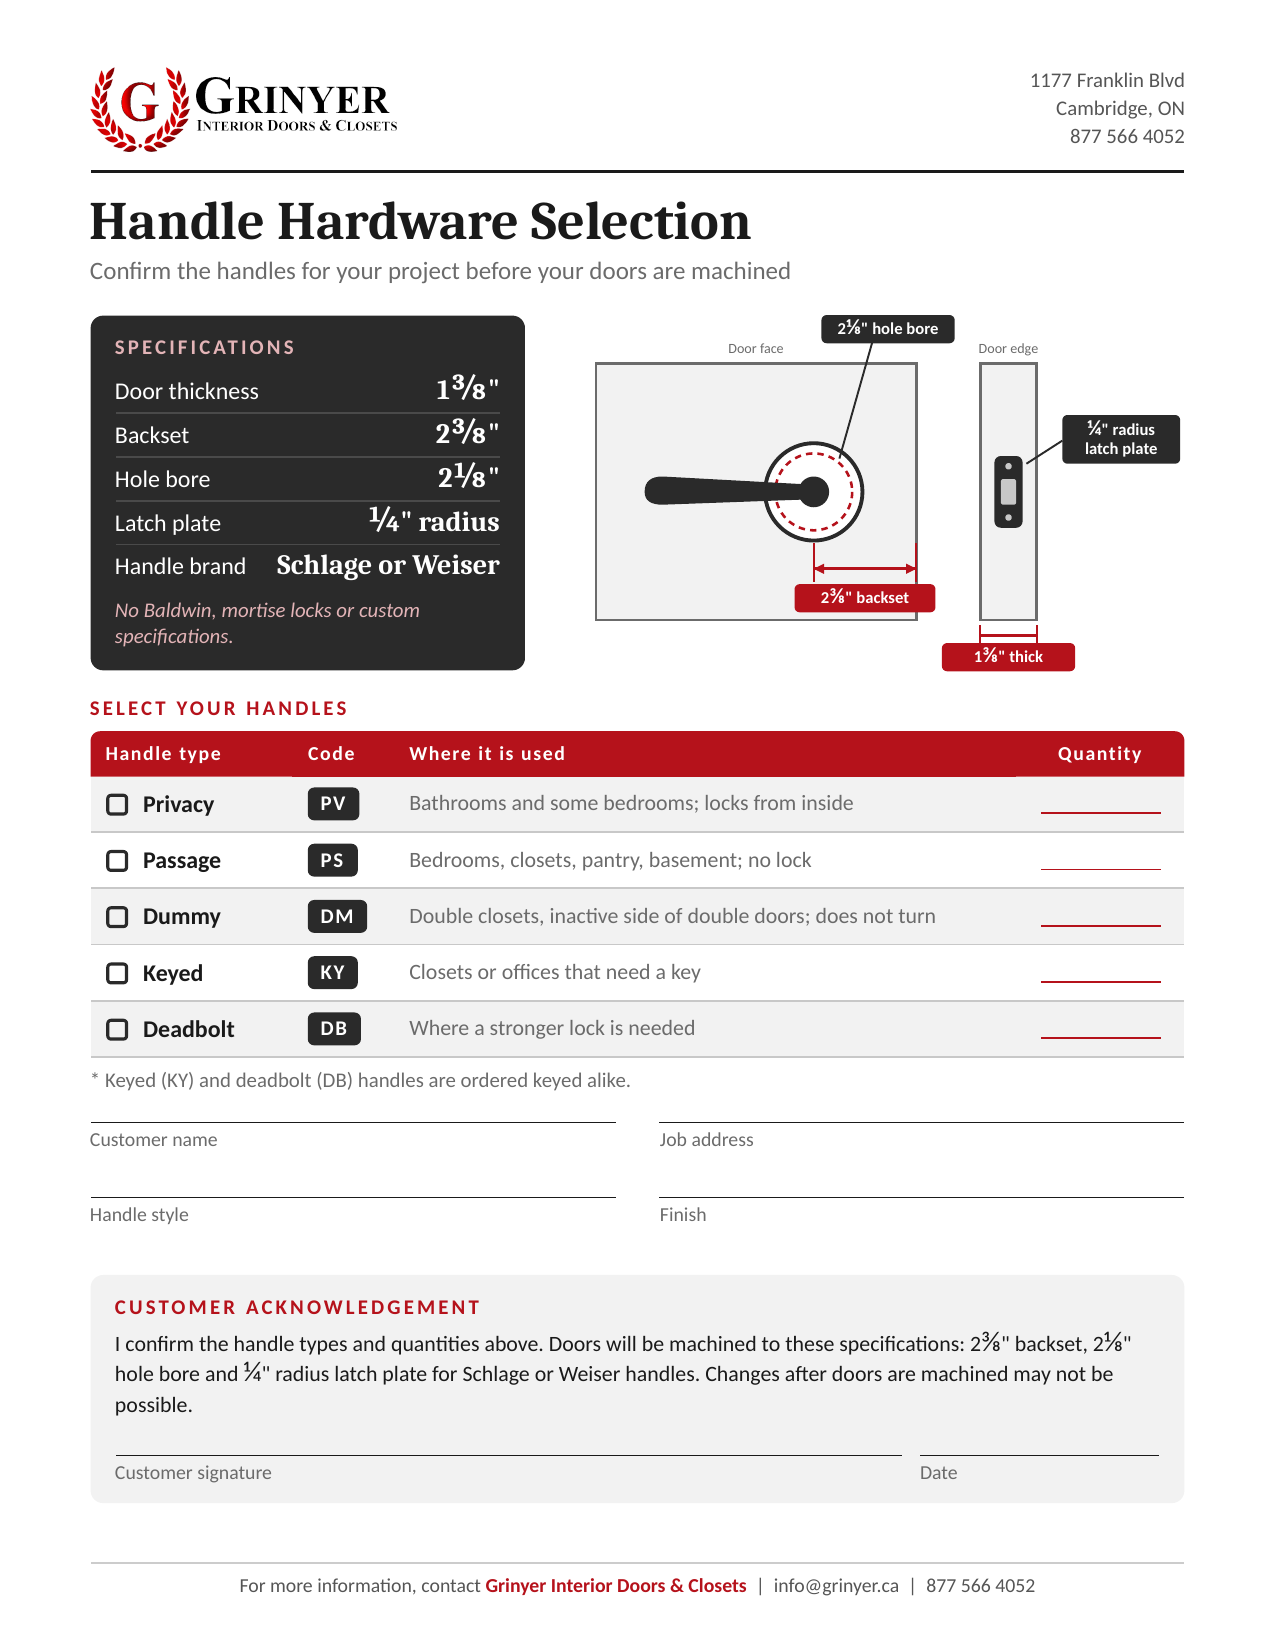 G GRINYER
INTERIOR DOORS & CLOSETS
1177 Franklin Blvd
Cambridge, ON
877 566 4052
Handle Hardware Selection
Confirm the handles for your project before your doors are machined
SPECIFICATIONS
Door thickness 1⅜"
Backset 2⅜"
Hole bore 2⅛"
Latch plate ¼" radius
Handle brand Schlage or Weiser
No Baldwin, mortise locks or custom
specifications.
2⅛" hole bore
Door face
Door edge
¼" radius
latch plate
2⅜" backset
1⅜" thick
SELECT YOUR HANDLES
Handle type Code Where it is used Quantity
Privacy PV Bathrooms and some bedrooms; locks from inside
Passage PS Bedrooms, closets, pantry, basement; no lock
Dummy DM Double closets, inactive side of double doors; does not turn
Keyed KY Closets or offices that need a key
Deadbolt DB Where a stronger lock is needed
* Keyed (KY) and deadbolt (DB) handles are ordered keyed alike.
Customer name Job address
Handle style Finish
CUSTOMER ACKNOWLEDGEMENT
I confirm the handle types and quantities above. Doors will be machined to these specifications: 2⅜" backset, 2⅛"
hole bore and ¼" radius latch plate for Schlage or Weiser handles. Changes after doors are machined may not be
possible.
Customer signature Date
For more information, contact Grinyer Interior Doors & Closets | info@grinyer.ca | 877 566 4052